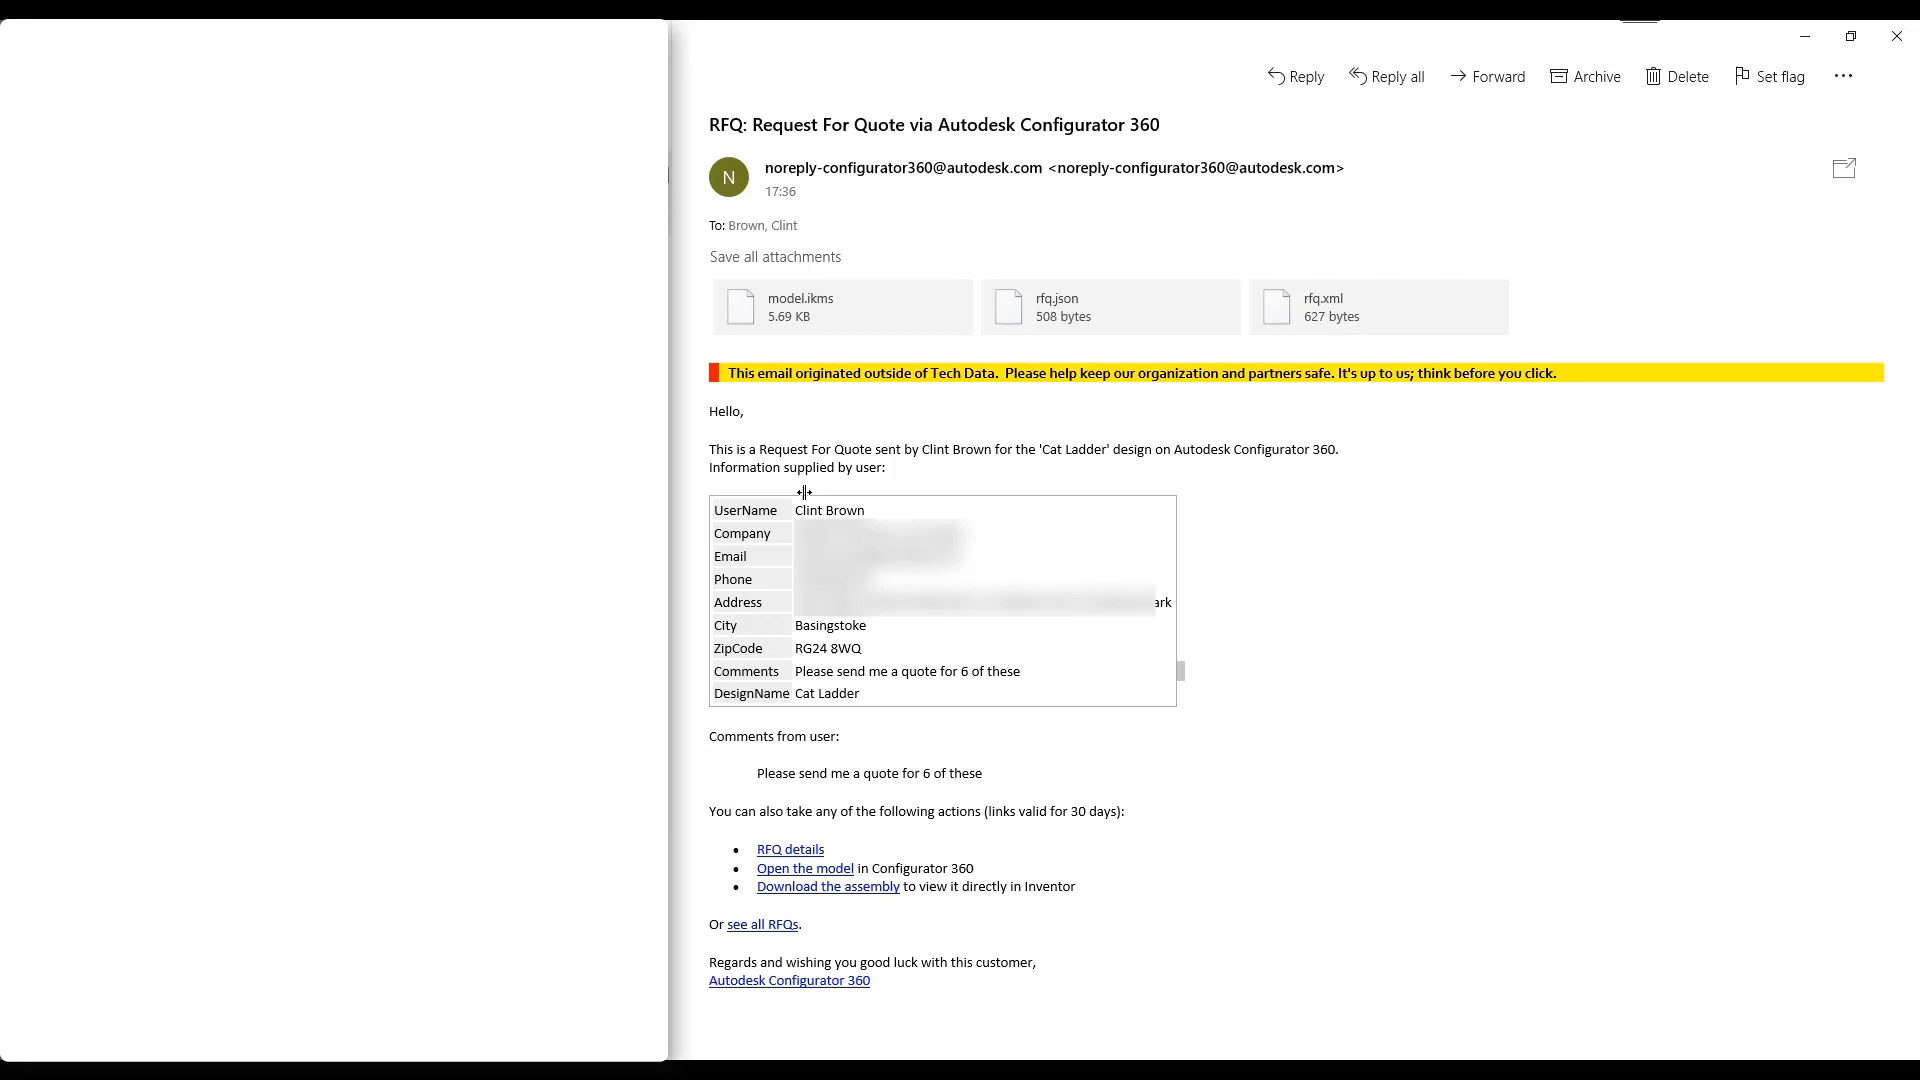 Reply
Reply all
Forward
Archive
Delete
Set flag
RFQ: Request For Quote via Autodesk Configurator 360
N
noreply-configurator360@autodesk.com <noreply-configurator360@autodesk.com>
17:36
To: Brown, Clint
Save all attachments
model.ikms
5.69 KB
rfq.json
508 bytes
rfq.xml
627 bytes
This email originated outside of Tech Data. Please help keep our organization and partners safe. It's up to us; think before you click.
Hello,
This is a Request For Quote sent by Clint Brown for the 'Cat Ladder' design on Autodesk Configurator 360.
Information supplied by user:
UserName Clint Brown
Company
Email
Phone
Address ark
City Basingstoke
ZipCode RG24 8WQ
Comments Please send me a quote for 6 of these
DesignName Cat Ladder
Comments from user:
Please send me a quote for 6 of these
You can also take any of the following actions (links valid for 30 days):
• RFQ details
• Open the model in Configurator 360
• Download the assembly to view it directly in Inventor
Or see all RFQs.
Regards and wishing you good luck with this customer,
Autodesk Configurator 360